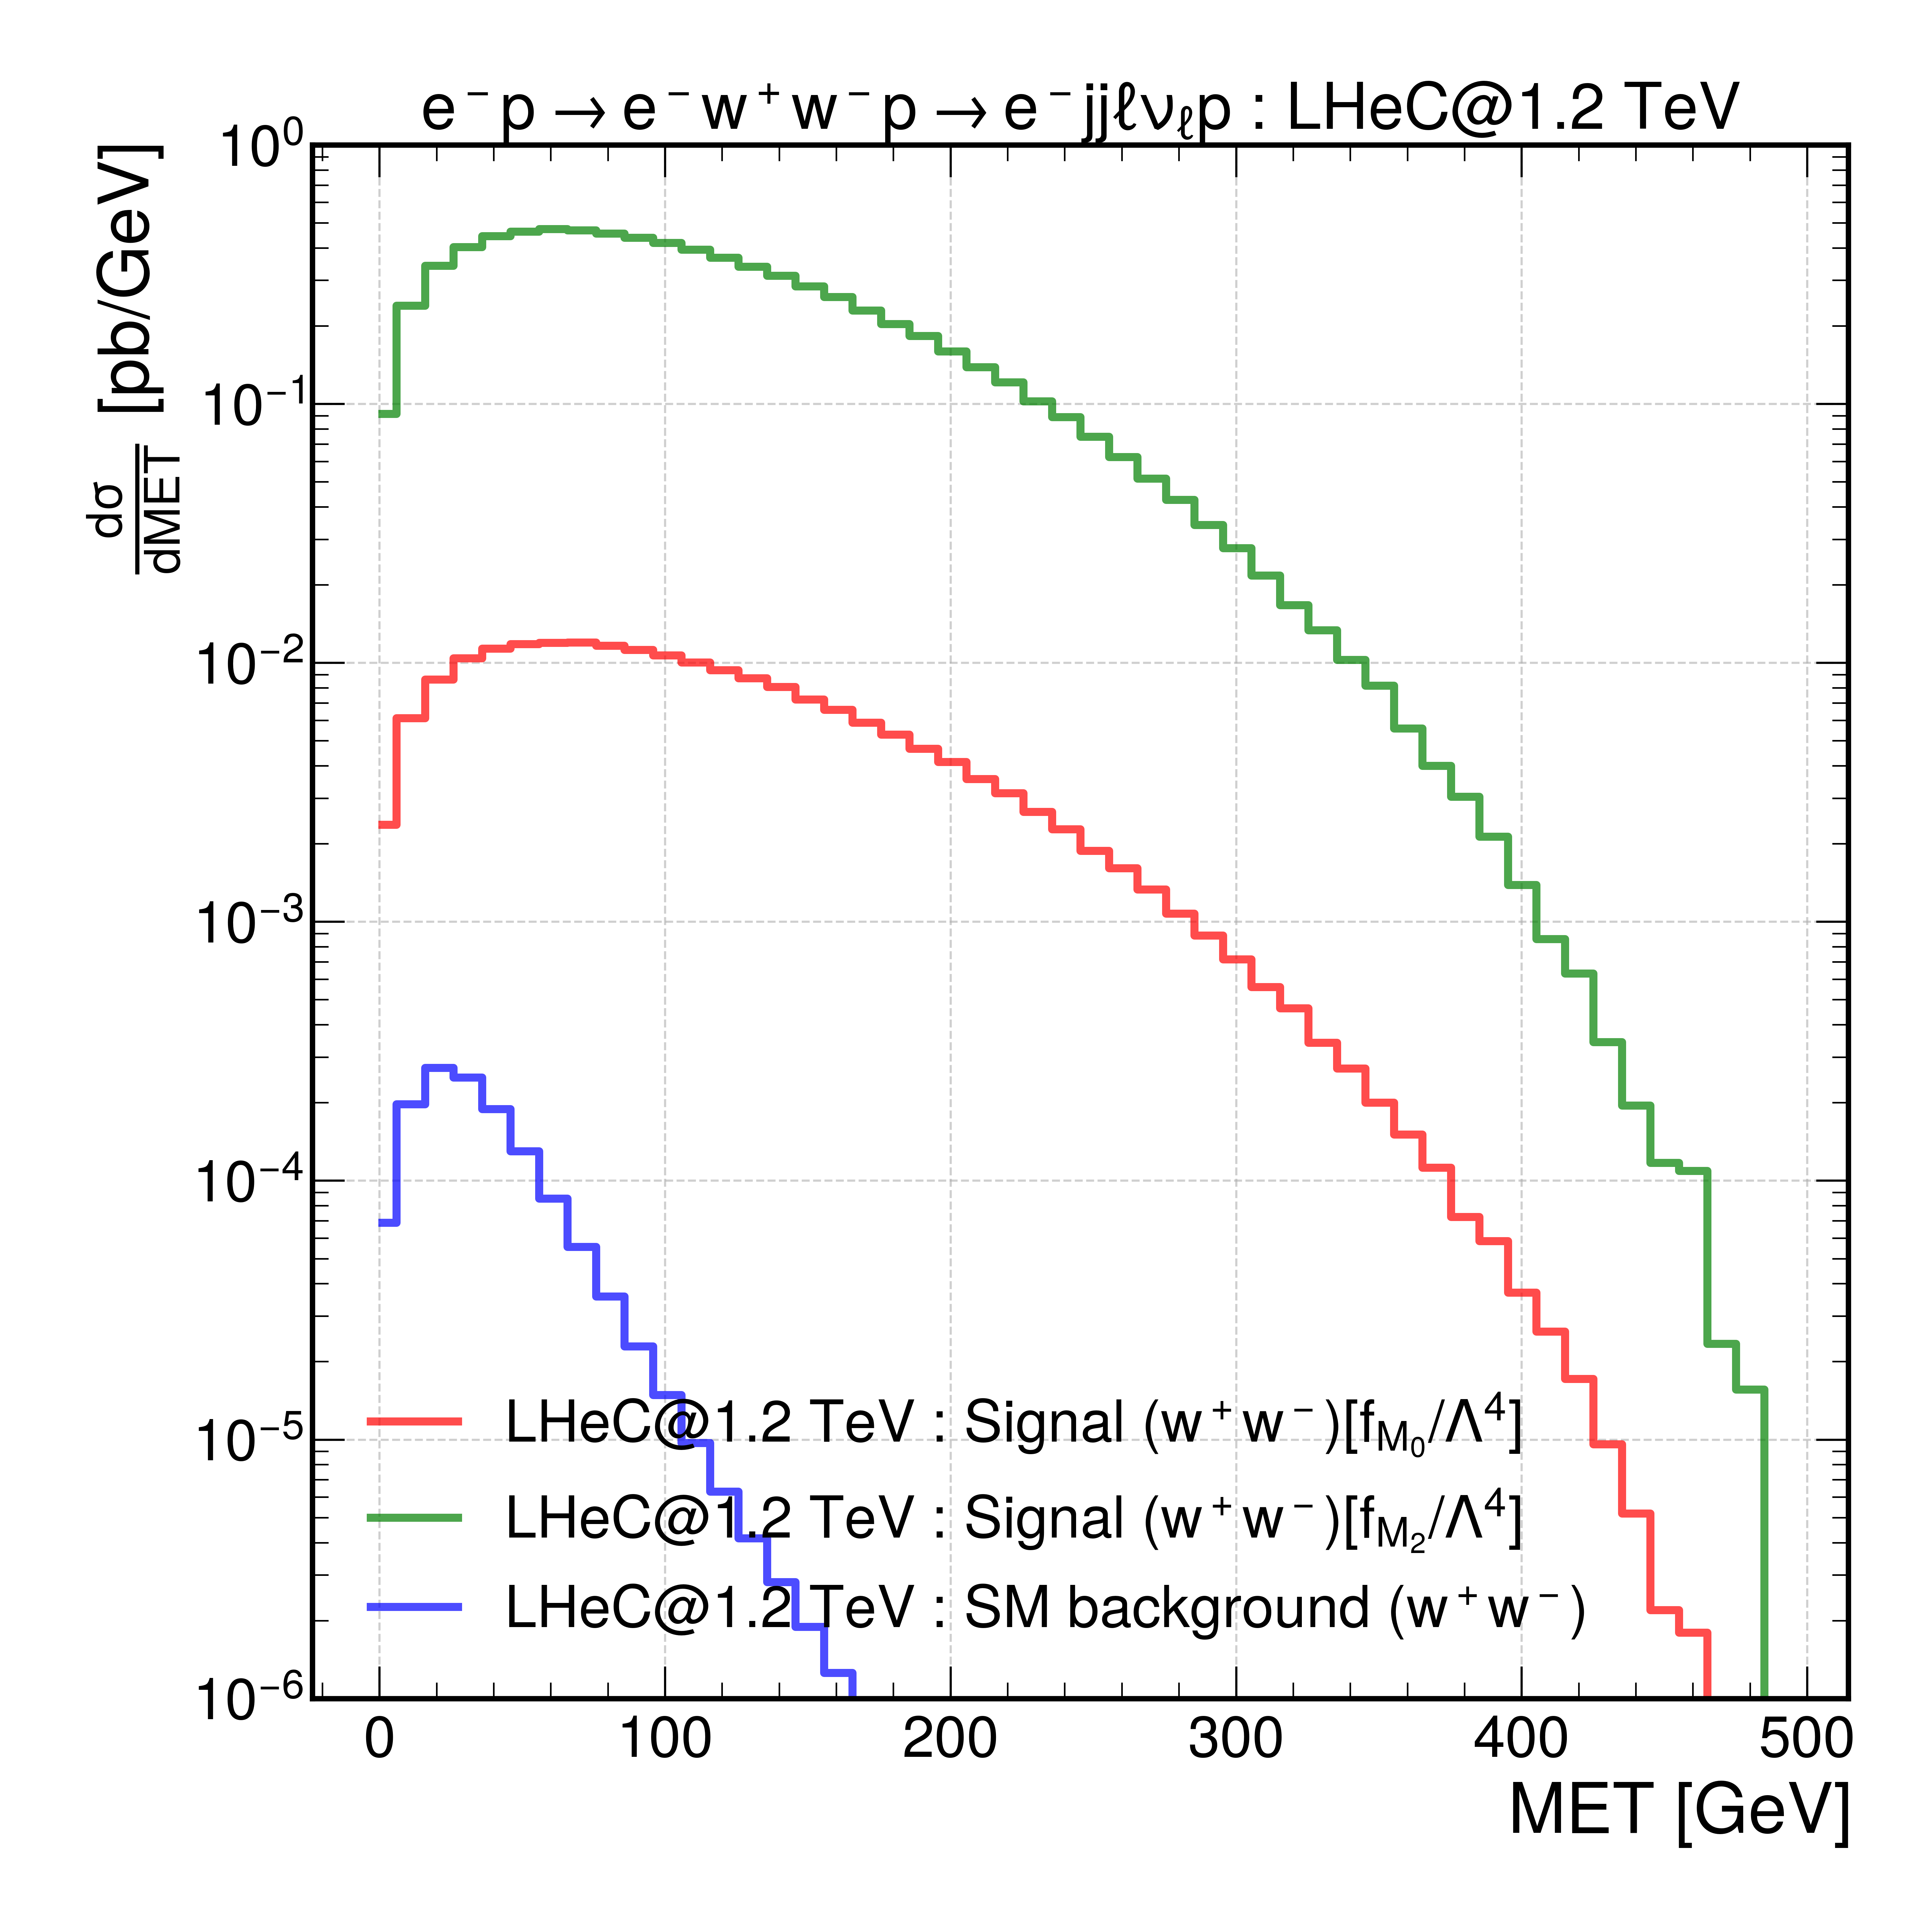 e⁻p → e⁻w⁺w⁻p → e⁻jjℓν_ℓp : LHeC@1.2 TeV
dσ/dMET [pb/GeV]
10⁰
10⁻¹
10⁻²
10⁻³
10⁻⁴
10⁻⁵
10⁻⁶
LHeC@1.2 TeV : Signal (w⁺w⁻)[f_M₀/Λ⁴]
LHeC@1.2 TeV : Signal (w⁺w⁻)[f_M₂/Λ⁴]
LHeC@1.2 TeV : SM background (w⁺w⁻)
0 100 200 300 400 500
MET [GeV]